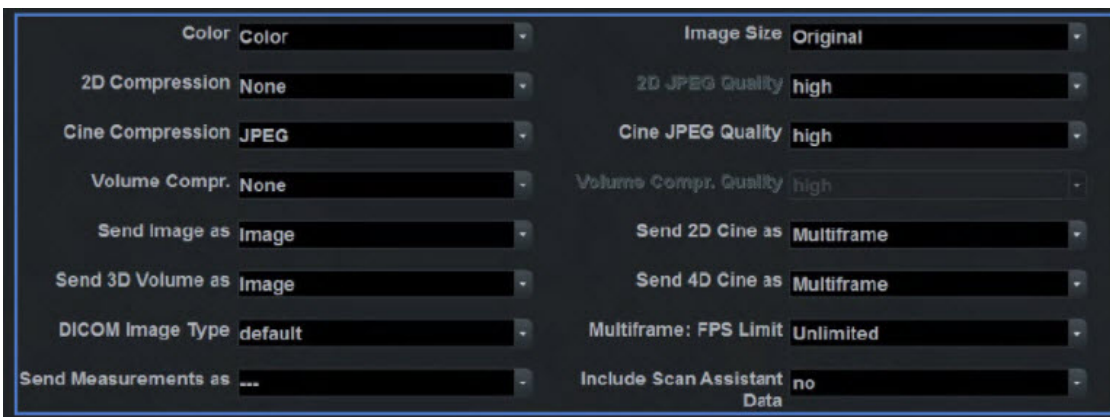 Color Color Image Size Original
2D Compression None 2D JPEG Quality high
Cine Compression JPEG Cine JPEG Quality high
Volume Compr. None Volume Compr. Quality high
Send Image as Image Send 2D Cine as Multiframe
Send 3D Volume as Image Send 4D Cine as Multiframe
DICOM Image Type default Multiframe: FPS Limit Unlimited
Send Measurements as --- Include Scan Assistant no
Data